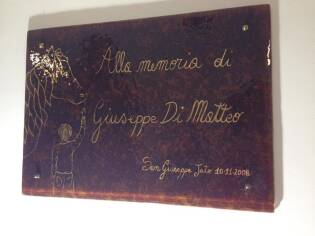 Alla memoria di
Giuseppe Di Matteo
San Giuseppe Jato 10.11.2008